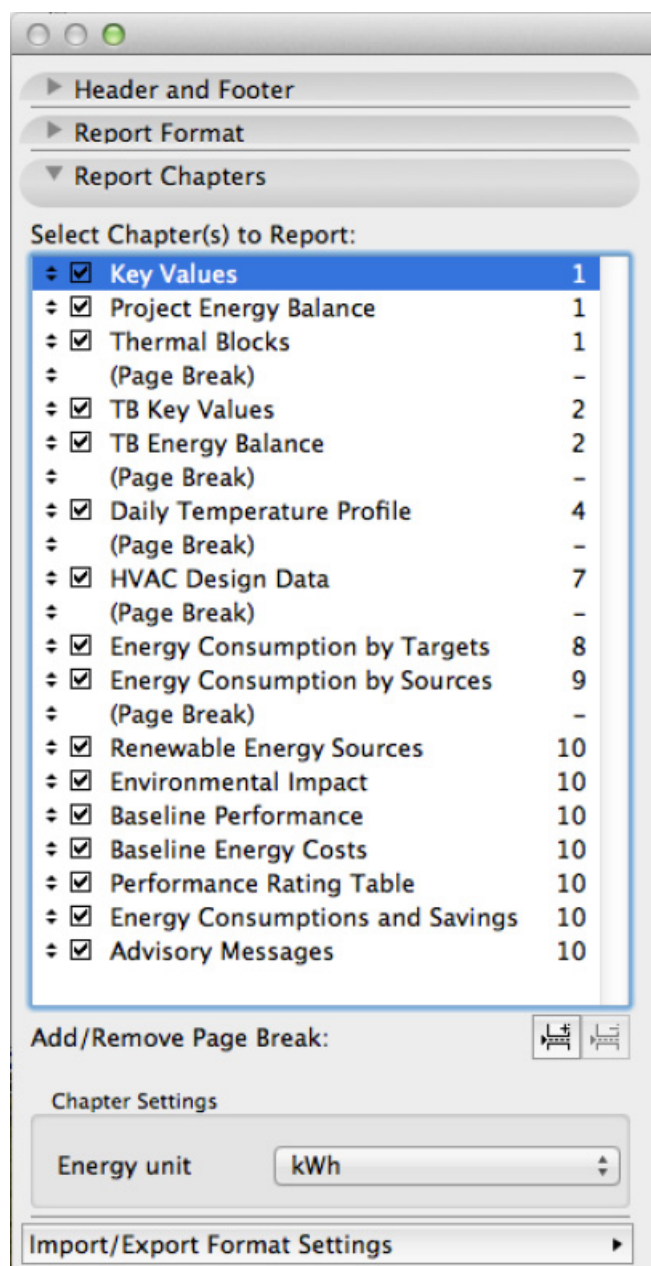 Header and Footer
Report Format
Report Chapters
Select Chapter(s) to Report:
Key Values 1
Project Energy Balance 1
Thermal Blocks 1
(Page Break) –
TB Key Values 2
TB Energy Balance 2
(Page Break) –
Daily Temperature Profile 4
(Page Break) –
HVAC Design Data 7
(Page Break) –
Energy Consumption by Targets 8
Energy Consumption by Sources 9
(Page Break) –
Renewable Energy Sources 10
Environmental Impact 10
Baseline Performance 10
Baseline Energy Costs 10
Performance Rating Table 10
Energy Consumptions and Savings 10
Advisory Messages 10
Add/Remove Page Break:
Chapter Settings
Energy unit kWh
Import/Export Format Settings